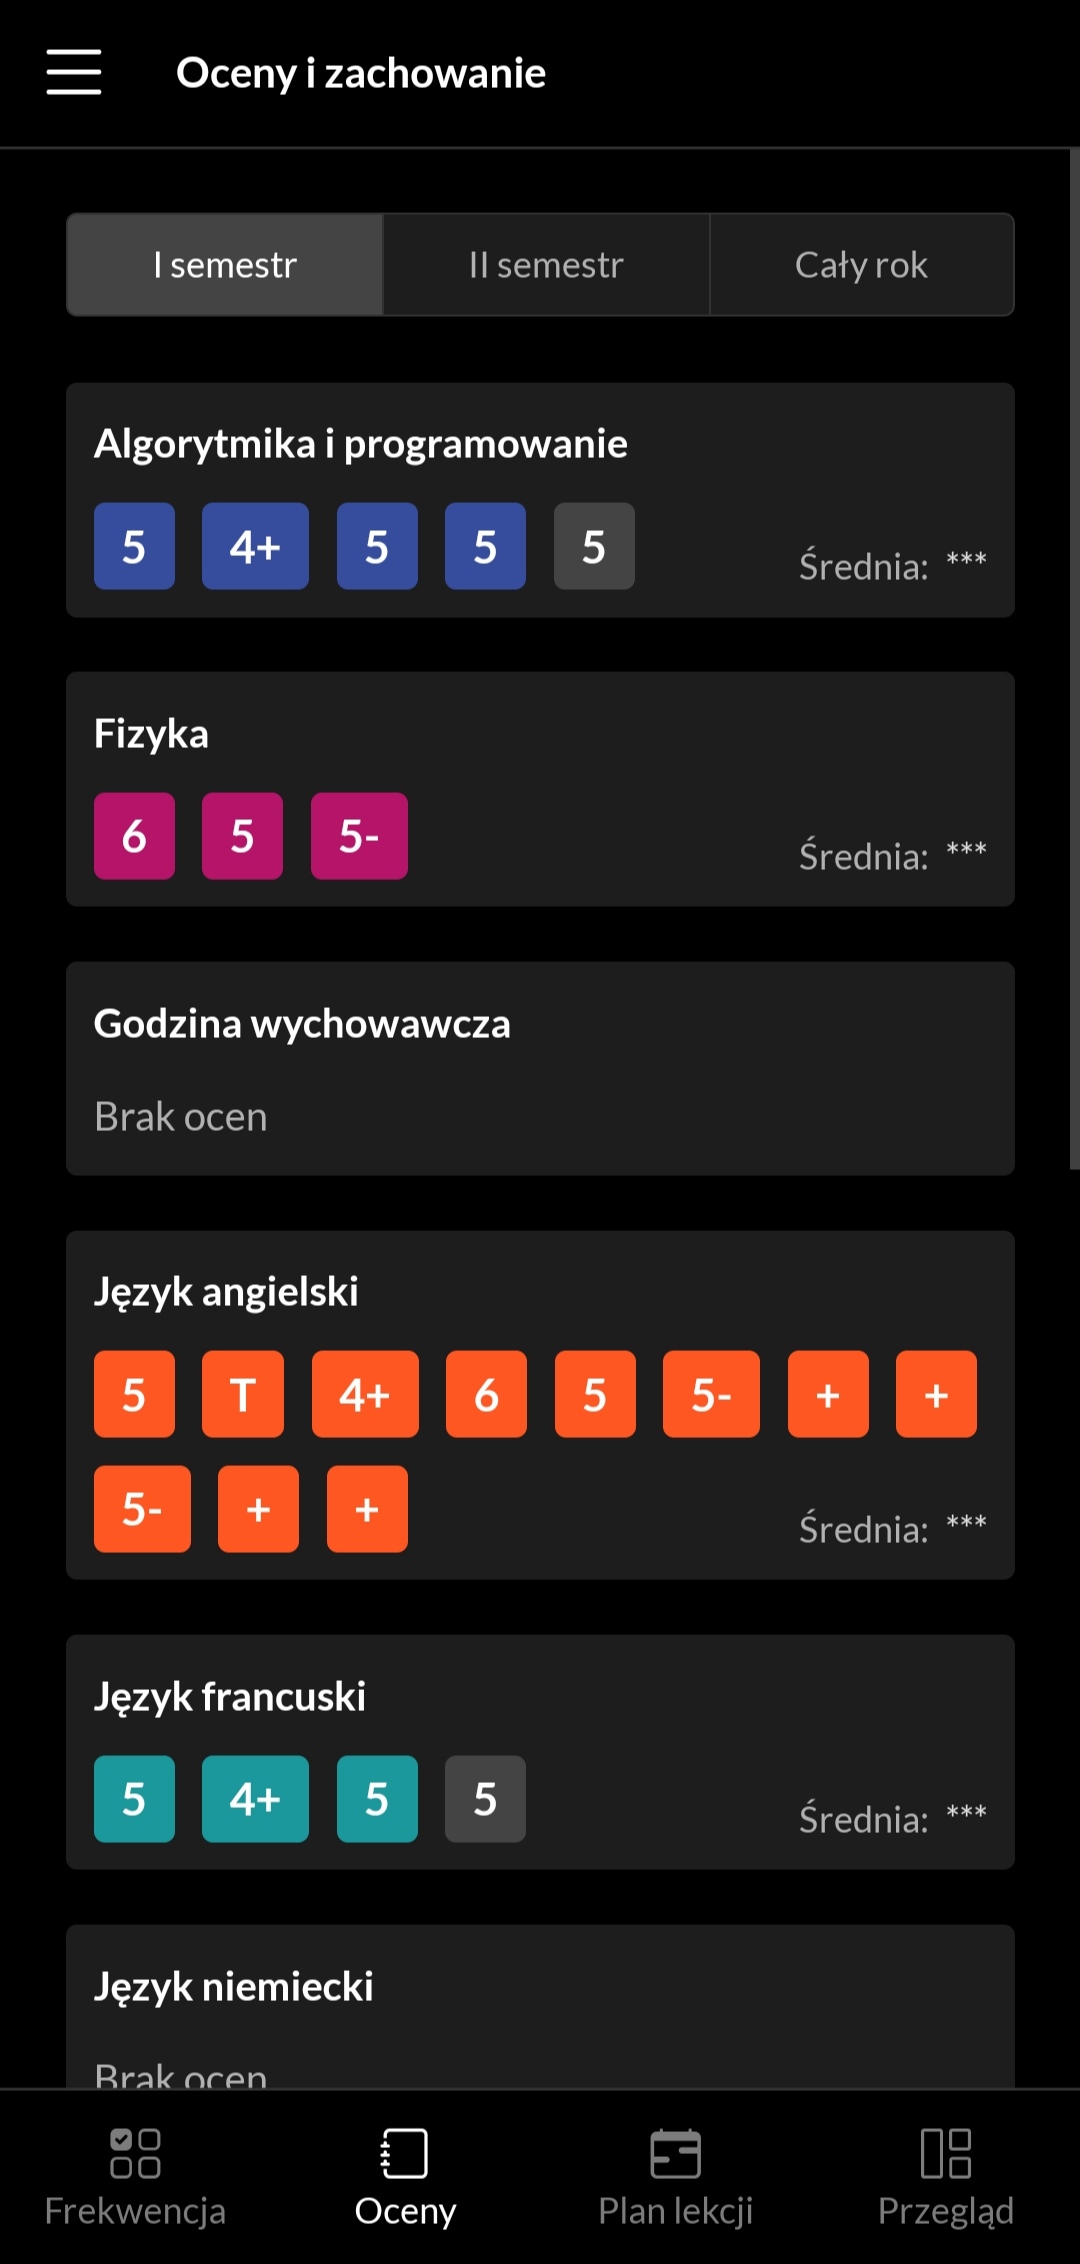 Oceny i zachowanie
I semestr II semestr Cały rok
Algorytmika i programowanie
5 4+ 5 5 5
Średnia: ***
Fizyka
6 5 5-
Średnia: ***
Godzina wychowawcza
Brak ocen
Język angielski
5 T 4+ 6 5 5- + +
5- + +
Średnia: ***
Język francuski
5 4+ 5 5
Średnia: ***
Język niemiecki
Brak ocen
Frekwencja Oceny Plan lekcji Przegląd